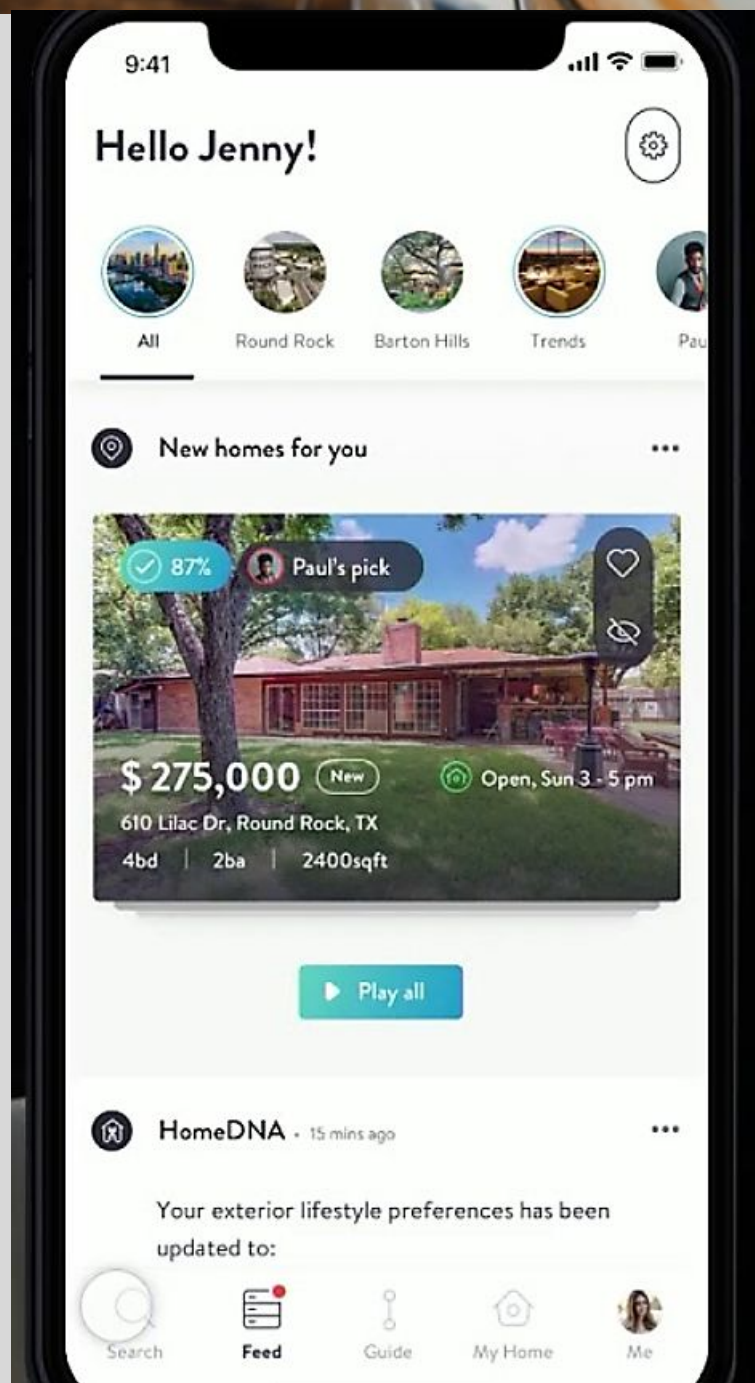 9:41
Hello Jenny!
All
Round Rock
Barton Hills
Trends
Pau
New homes for you
87%
Paul's pick
$275,000
New
Open, Sun 3 - 5 pm
610 Lilac Dr, Round Rock, TX
4bd | 2ba | 2400sqft
Play all
HomeDNA • 15 mins ago
Your exterior lifestyle preferences has been
updated to:
Search
Feed
Guide
My Home
Me